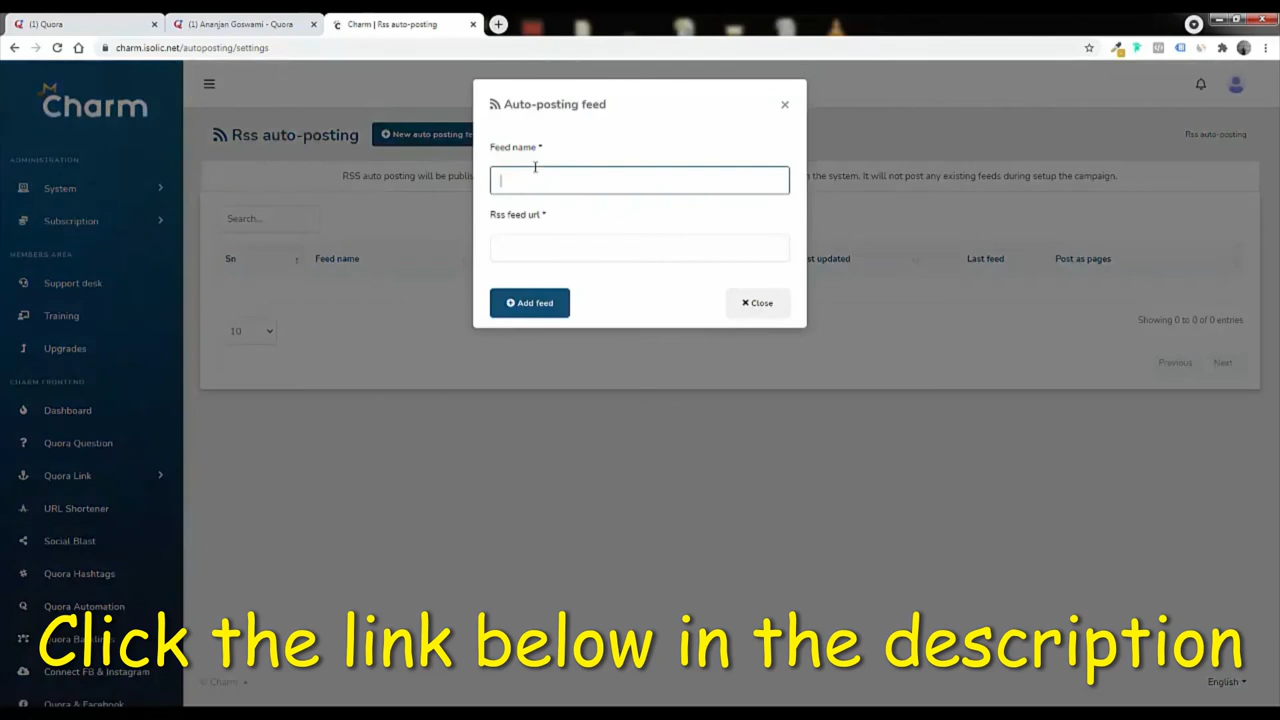 (1) Quora
(1) Ananjan Goswami - Quora
Charm | Rss auto-posting
charm.isolic.net/autoposting/settings
Charm
Auto-posting feed
Rss auto-posting
New auto posting fe
Rss auto-posting
Feed name *
ADMINISTRATION
RSS auto posting will be publis
n the system. It will not post any existing feeds during setup the campaign.
System
Search...
Rss feed url *
Subscription
MEMBERS AREA
Sn
Feed name
st updated
Last feed
Post as pages
Support desk
Add feed
Close
Training
Showing 0 to 0 of 0 entries
10
Upgrades
Previous
Next
CHARM FRONTEND
Dashboard
Quora Question
Quora Link
URL Shortener
Social Blast
Quora Hashtags
Quora Automation
Click the link below in the description
Quora
Connect FB & Instagram
© Charm
English
Quora & Facebook